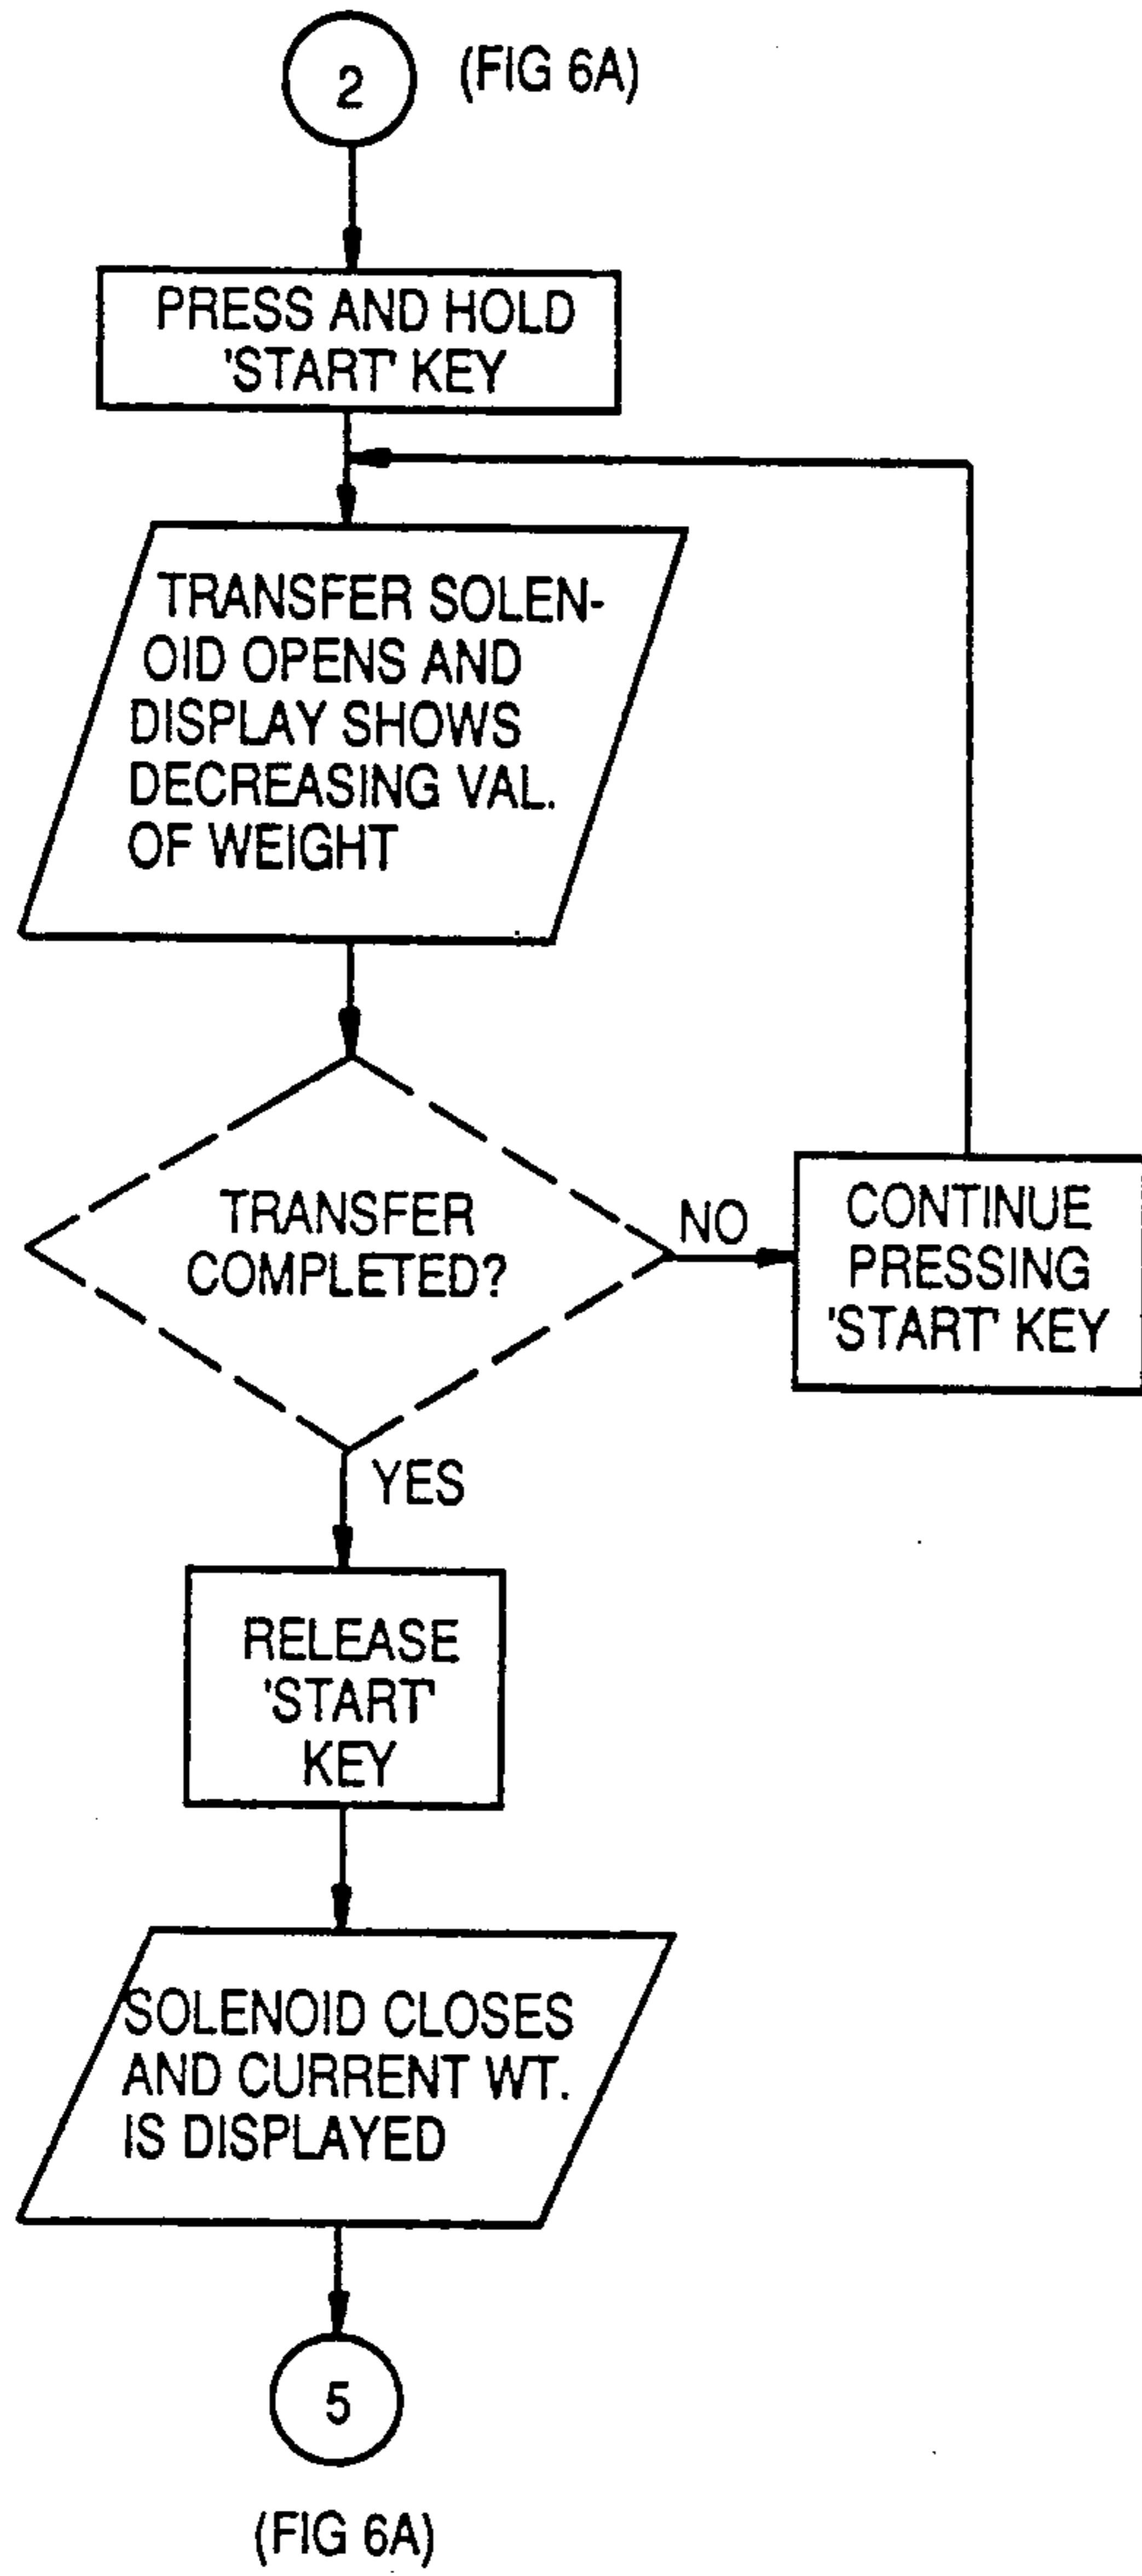 2 (FIG 6A)
PRESS AND HOLD
'START' KEY
TRANSFER SOLEN-
OID OPENS AND
DISPLAY SHOWS
DECREASING VAL.
OF WEIGHT
TRANSFER
COMPLETED?
NO
CONTINUE
PRESSING
'START' KEY
YES
RELEASE
'START'
KEY
SOLENOID CLOSES
AND CURRENT WT.
IS DISPLAYED
5
(FIG 6A)